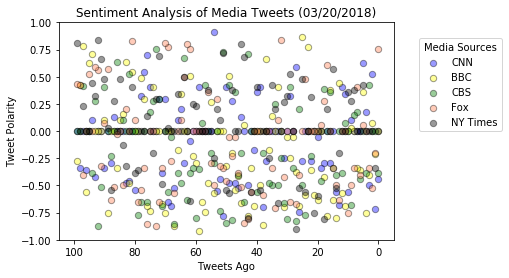 Sentiment Analysis of Media Tweets (03/20/2018)
1.00
0.75
0.50
0.25
0.00
−0.25
−0.50
−0.75
−1.00
Tweet Polarity
100
80
60
40
20
0
Tweets Ago
Media Sources
CNN
BBC
CBS
Fox
NY Times